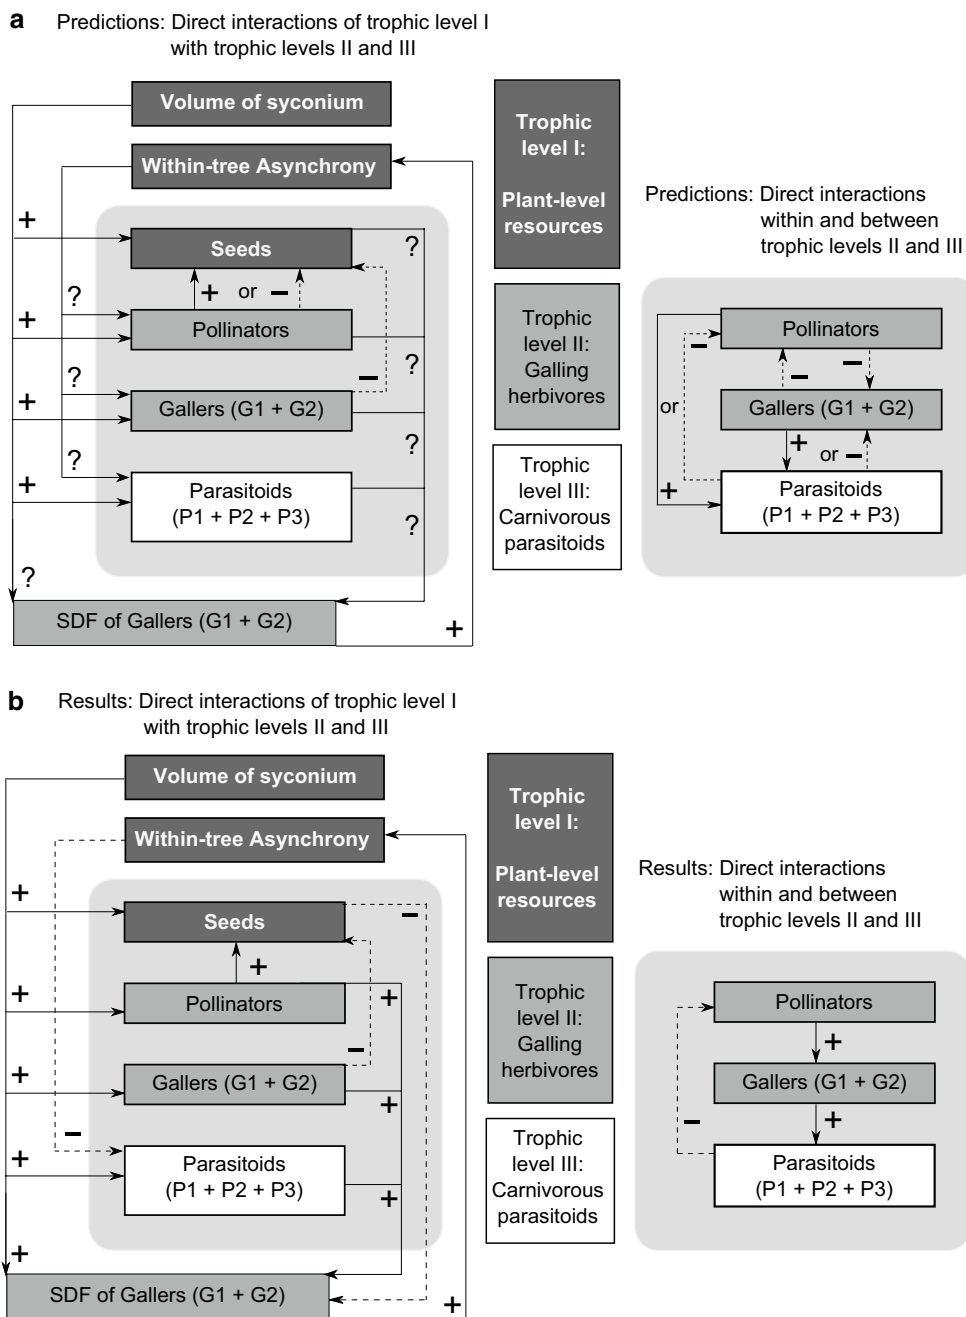 a Predictions: Direct interactions of trophic level I
with trophic levels II and III
Volume of syconium
Within-tree Asynchrony
+
Seeds
?
+ or −
?
+
Pollinators
?
?
−
+
Gallers (G1 + G2)
?
?
+
Parasitoids
(P1 + P2 + P3)
?
?
SDF of Gallers (G1 + G2)
+
Trophic
level I:
Plant-level
resources
Trophic
level II:
Galling
herbivores
Trophic
level III:
Carnivorous
parasitoids
Predictions: Direct interactions
within and between
trophic levels II and III
Pollinators
−
−
−
or
Gallers (G1 + G2)
+
or −
+
Parasitoids
(P1 + P2 + P3)
b Results: Direct interactions of trophic level I
with trophic levels II and III
Volume of syconium
Within-tree Asynchrony
+
Seeds
−
+
+
Pollinators
+
−
+
Gallers (G1 + G2)
+
−
+
Parasitoids
(P1 + P2 + P3)
+
+
SDF of Gallers (G1 + G2)
+
Trophic
level I:
Plant-level
resources
Trophic
level II:
Galling
herbivores
Trophic
level III:
Carnivorous
parasitoids
Results: Direct interactions
within and between
trophic levels II and III
Pollinators
+
Gallers (G1 + G2)
−
+
Parasitoids
(P1 + P2 + P3)